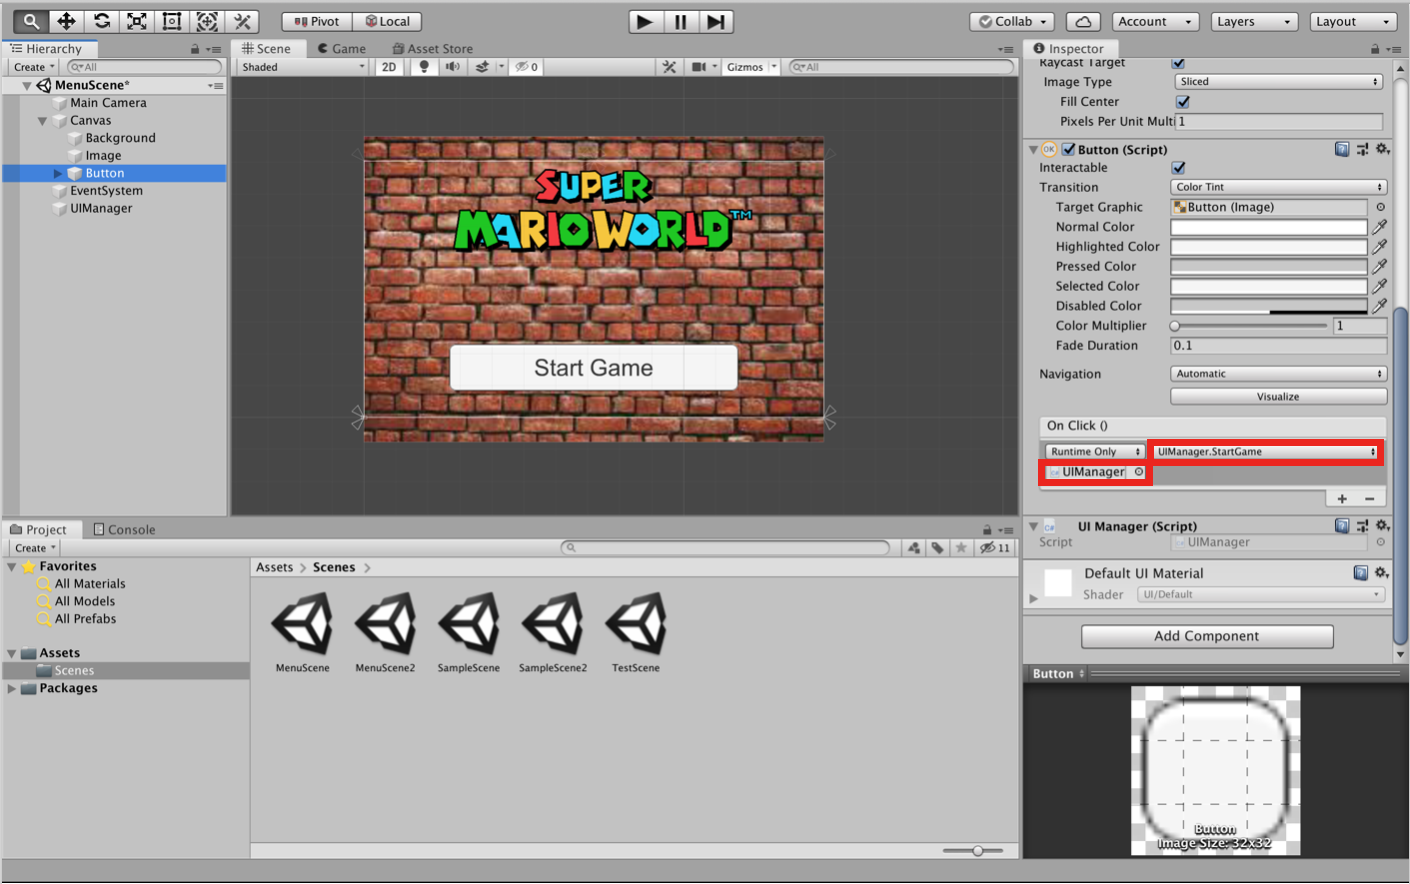 Pivot Local Collab Account Layers Layout
Hierarchy
Create All
MenuScene*
Main Camera
Canvas
Background
Image
Button
EventSystem
UIManager
Scene Game Asset Store
Shaded 2D 0 Gizmos All
SUPER
MARIO WORLD™
Start Game
Inspector
Raycast Target
Image Type Sliced
Fill Center
Pixels Per Unit Multi 1
Button (Script)
Interactable
Transition Color Tint
Target Graphic Button (Image)
Normal Color
Highlighted Color
Pressed Color
Selected Color
Disabled Color
Color Multiplier 1
Fade Duration 0.1
Navigation Automatic
Visualize
On Click ()
Runtime Only UIManager.StartGame
UIManager
+ −
UI Manager (Script)
Script UIManager
Default UI Material
Shader UI/Default
Add Component
Button
Button
Image Size: 32x32
Project Console
Create 11
Favorites
All Materials
All Models
All Prefabs
Assets
Scenes
Packages
Assets > Scenes >
MenuScene MenuScene2 SampleScene SampleScene2 TestScene